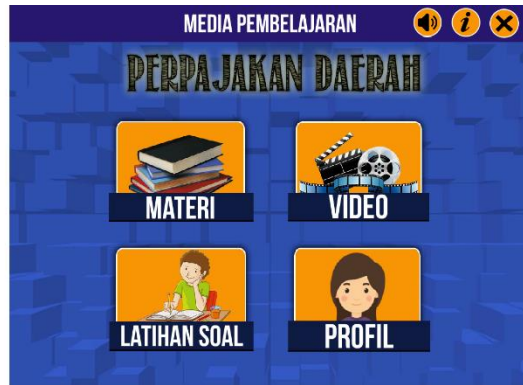 MEDIA PEMBELAJARAN
i
PERPAJAKAN DAERAH
MATERI
VIDEO
LATIHAN SOAL
PROFIL